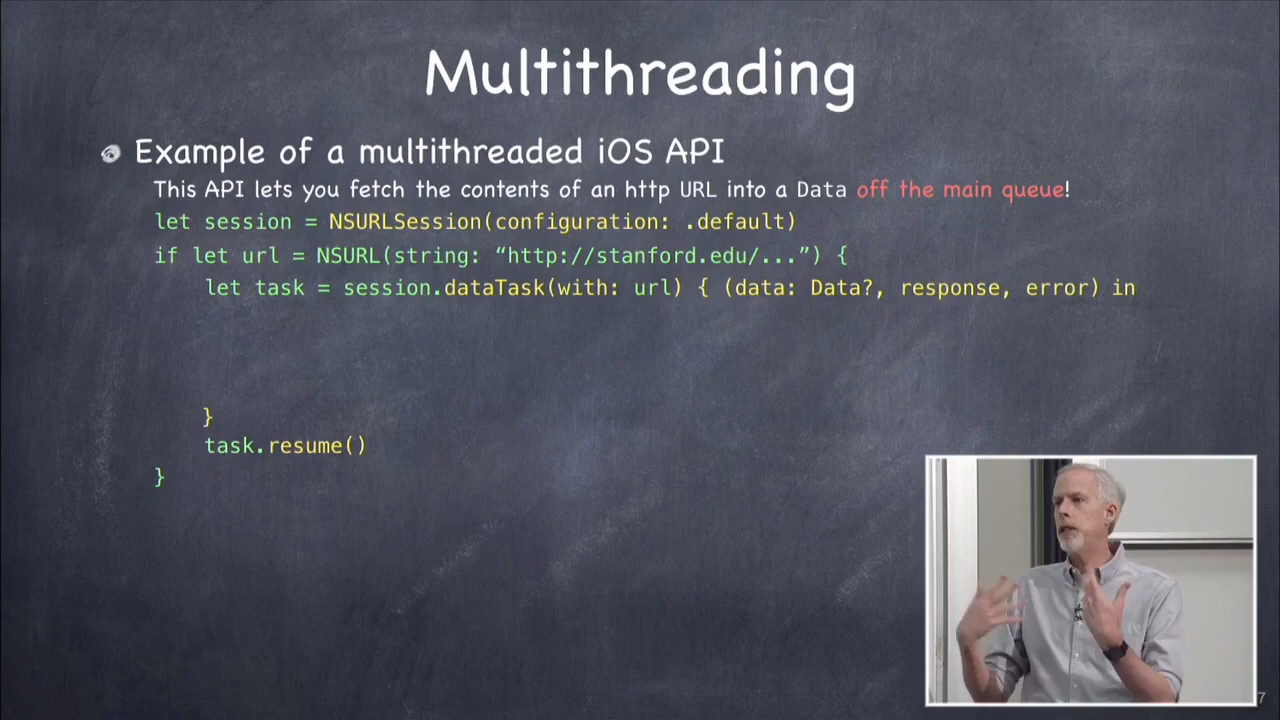 Multithreading
Example of a multithreaded iOS API
This API lets you fetch the contents of an http URL into a Data off the main queue!
let session = NSURLSession(configuration: .default)
if let url = NSURL(string: “http://stanford.edu/...”) {
let task = session.dataTask(with: url) { (data: Data?, response, error) in
}
task.resume()
}
7